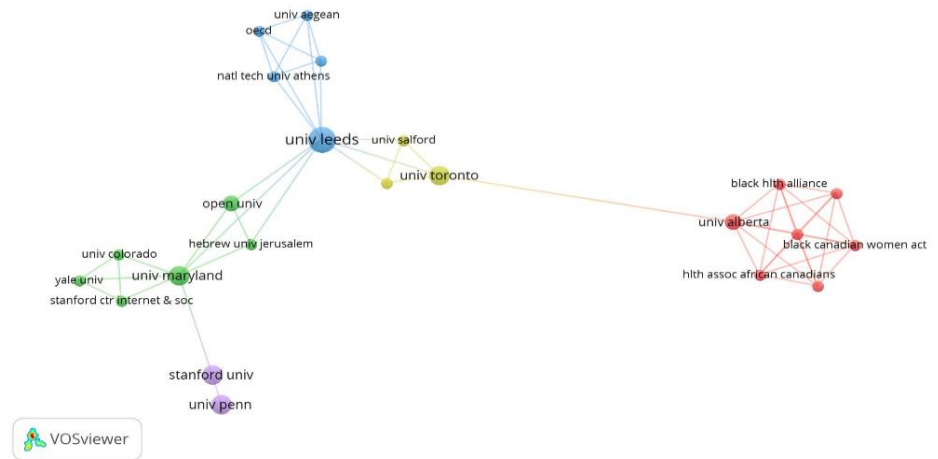 univ aegean
oecd
natl tech univ athens
univ leeds
univ salford
univ toronto
black hlth alliance
open univ
univ alberta
hebrew univ jerusalem
black canadian women act
univ colorado
univ maryland
hlth assoc african canadians
yale univ
stanford ctr internet & soc
stanford univ
univ penn
VOSviewer